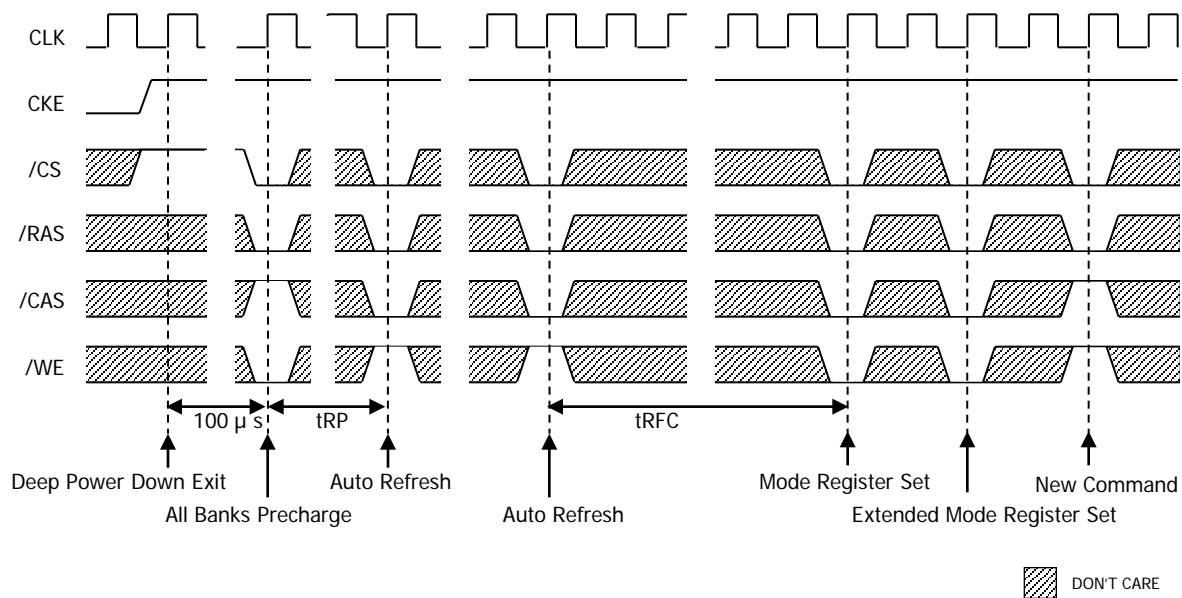 CLK
CKE
/CS
/RAS
/CAS
/WE
100 µ s
tRP
tRFC
Deep Power Down Exit
Auto Refresh
Mode Register Set
New Command
All Banks Precharge
Auto Refresh
Extended Mode Register Set
DON'T CARE